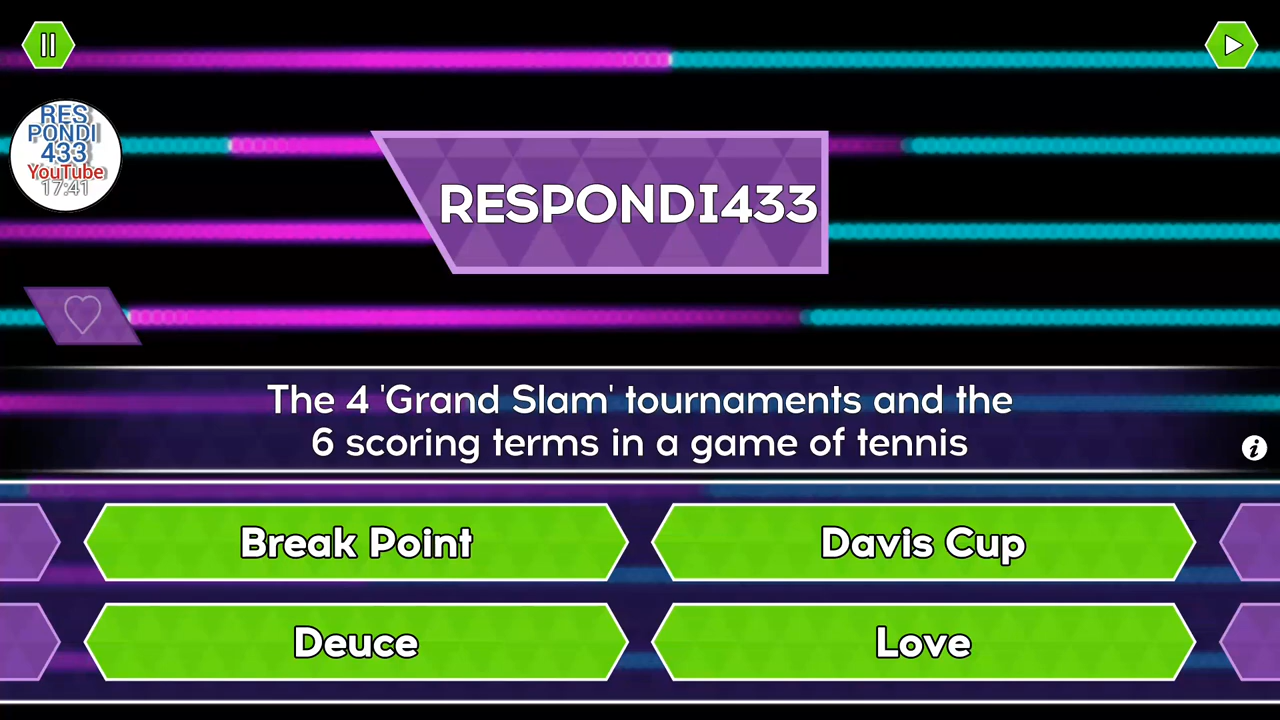 RES
PONDI
433
YouTube
17:41
RESPONDI433
The 4 'Grand Slam' tournaments and the
6 scoring terms in a game of tennis
i
Break Point
Davis Cup
Deuce
Love